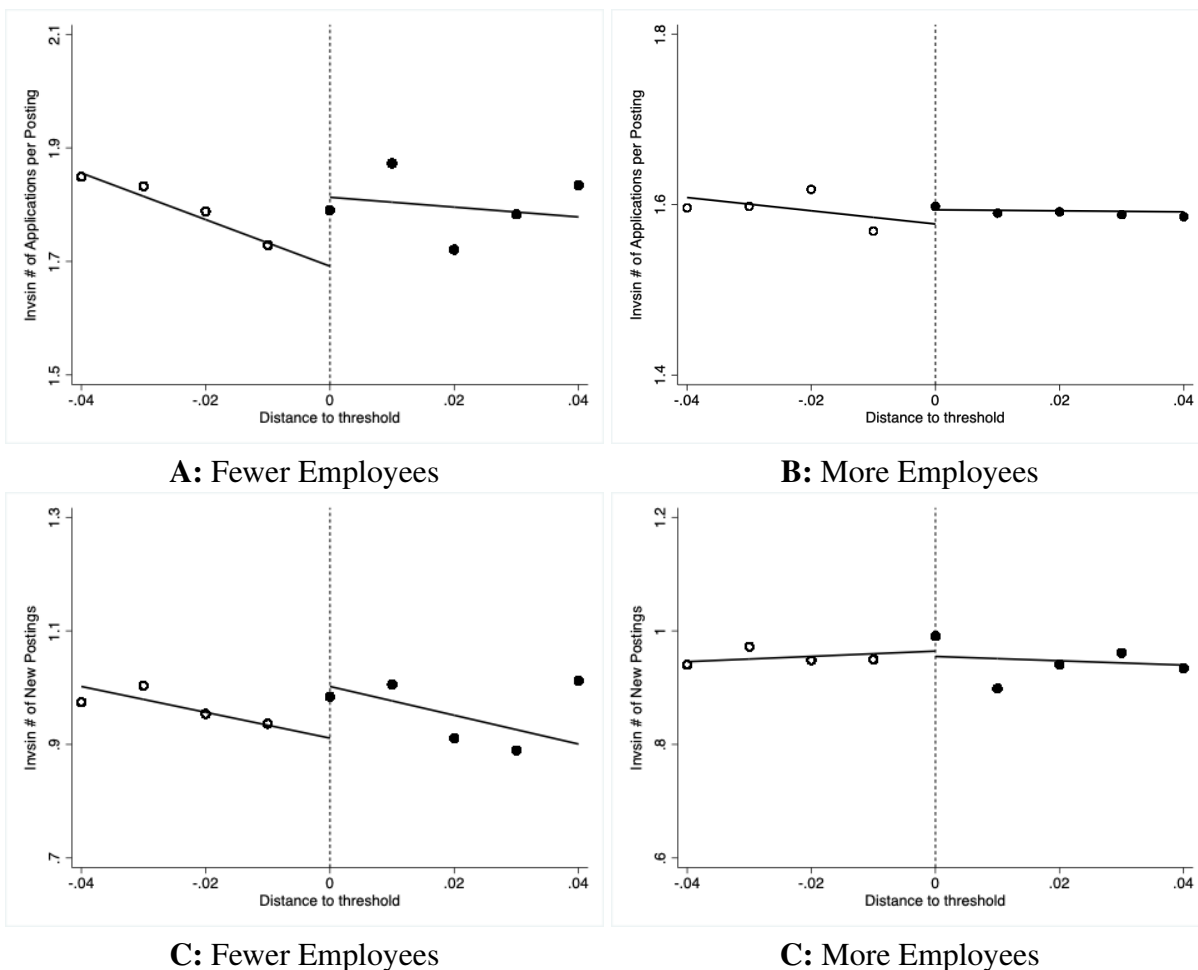 Invsin # of Applications per Posting
2.1
1.9
1.7
1.5
-.04
-.02
0
.02
.04
Distance to threshold
A: Fewer Employees
Invsin # of Applications per Posting
1.8
1.6
1.4
-.04
-.02
0
.02
.04
Distance to threshold
B: More Employees
Invsin # of New Postings
1.3
1.1
.9
.7
-.04
-.02
0
.02
.04
Distance to threshold
C: Fewer Employees
Invsin # of New Postings
1.2
1
.8
.6
-.04
-.02
0
.02
.04
Distance to threshold
C: More Employees